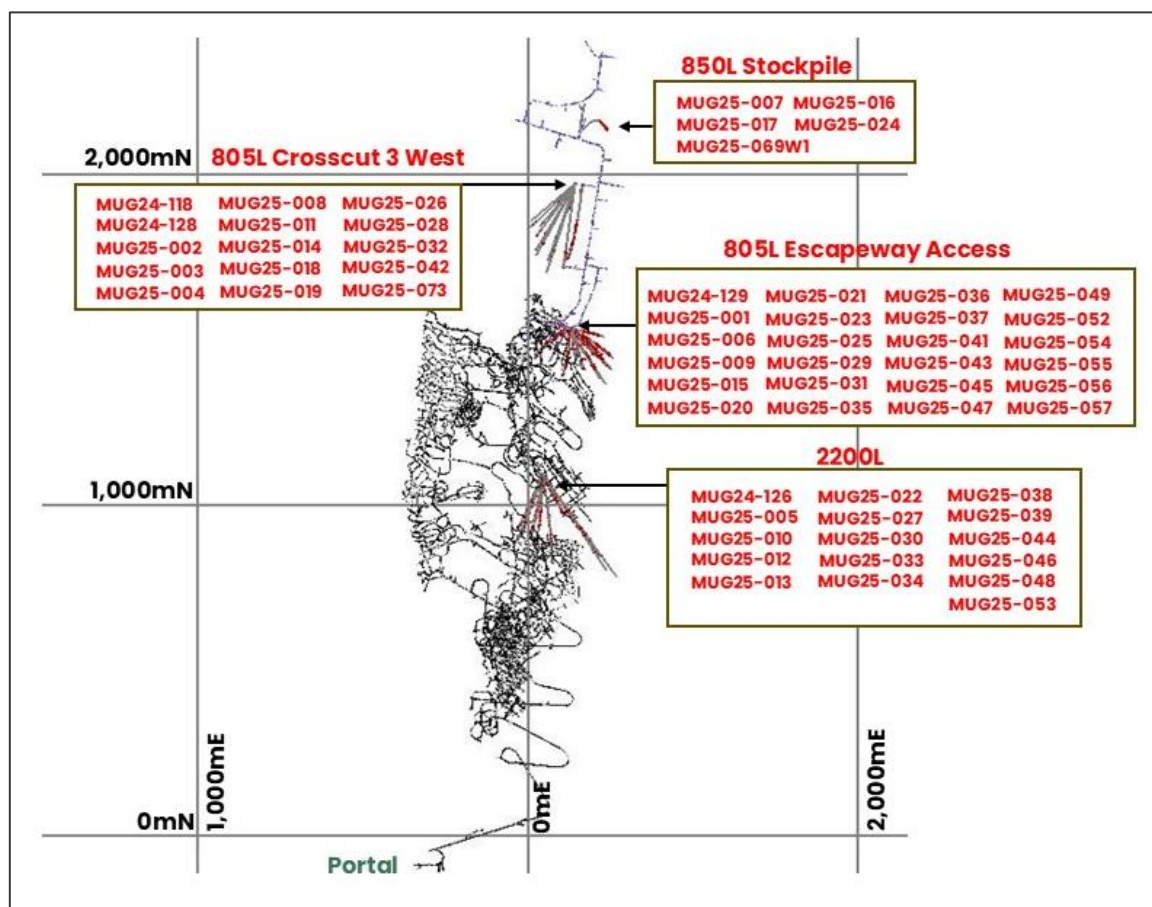 850L Stockpile
MUG25-007 MUG25-016
MUG25-017 MUG25-024
MUG25-069W1
2,000mN
805L Crosscut 3 West
MUG24-118 MUG25-008 MUG25-026
MUG24-128 MUG25-011 MUG25-028
MUG25-002 MUG25-014 MUG25-032
MUG25-003 MUG25-018 MUG25-042
MUG25-004 MUG25-019 MUG25-073
805L Escapeway Access
MUG24-129 MUG25-021 MUG25-036 MUG25-049
MUG25-001 MUG25-023 MUG25-037 MUG25-052
MUG25-006 MUG25-025 MUG25-041 MUG25-054
MUG25-009 MUG25-029 MUG25-043 MUG25-055
MUG25-015 MUG25-031 MUG25-045 MUG25-056
MUG25-020 MUG25-035 MUG25-047 MUG25-057
2200L
MUG24-126 MUG25-022 MUG25-038
MUG25-005 MUG25-027 MUG25-039
MUG25-010 MUG25-030 MUG25-044
MUG25-012 MUG25-033 MUG25-046
MUG25-013 MUG25-034 MUG25-048
MUG25-053
1,000mN
1,000mE
0mE
2,000mE
0mN
Portal